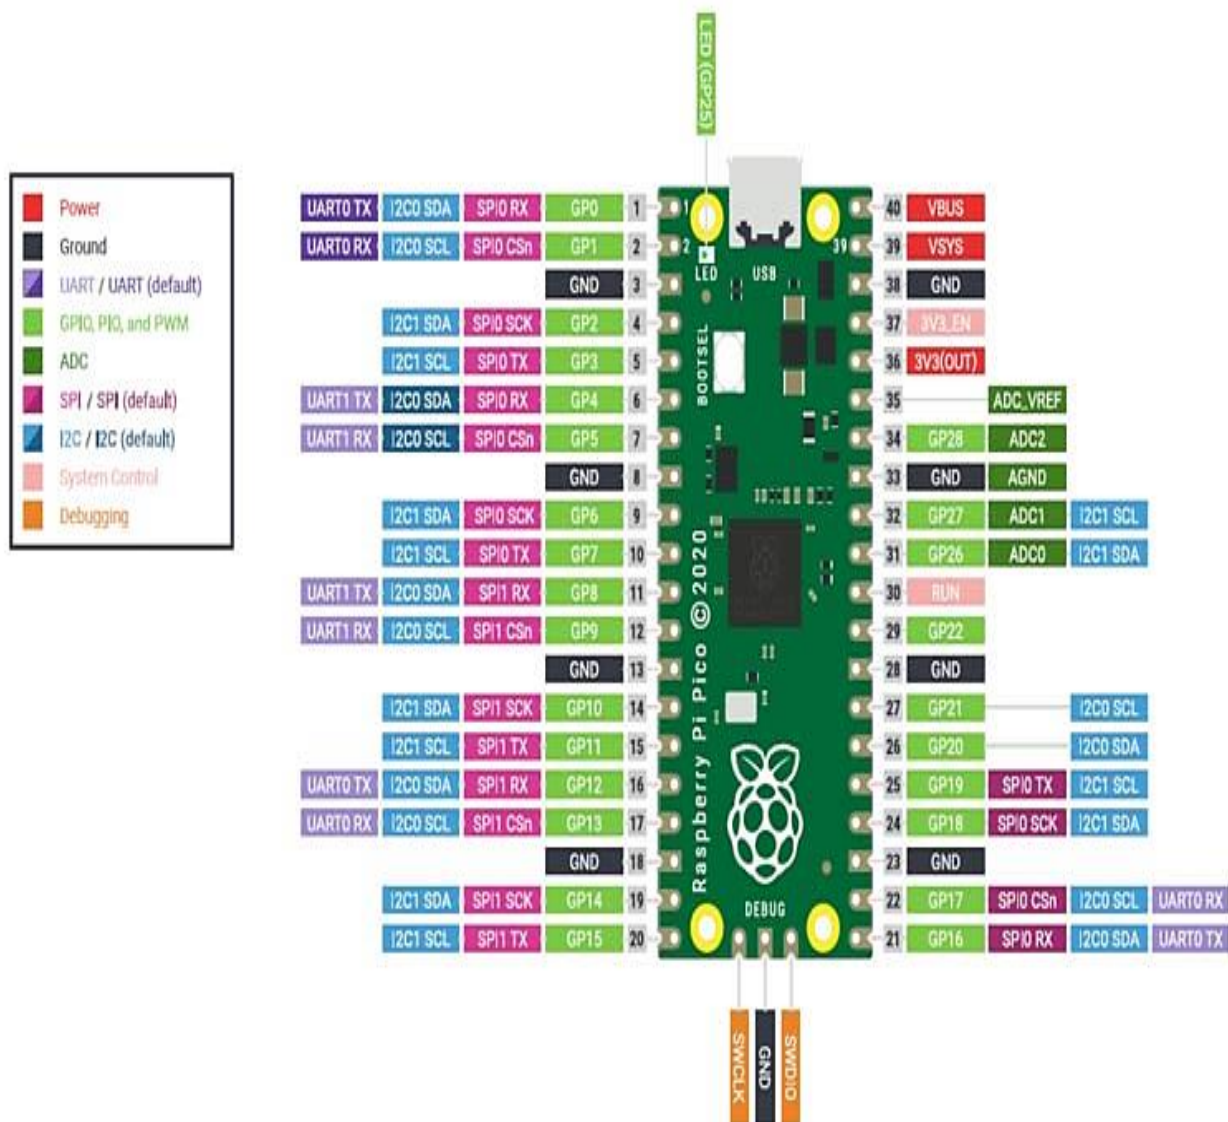 LED (GP25)
Power
Ground
UART / UART (default)
GPIO, PIO, and PWM
ADC
SPI / SPI (default)
I2C / I2C (default)
System Control
Debugging
UART0 TX I2C0 SDA SPI0 RX GP0 1
UART0 RX I2C0 SCL SPI0 CSn GP1 2
GND 3
I2C1 SDA SPI0 SCK GP2 4
I2C1 SCL SPI0 TX GP3 5
UART1 TX I2C0 SDA SPI0 RX GP4 6
UART1 RX I2C0 SCL SPI0 CSn GP5 7
GND 8
I2C1 SDA SPI0 SCK GP6 9
I2C1 SCL SPI0 TX GP7 10
UART1 TX I2C0 SDA SPI1 RX GP8 11
UART1 RX I2C0 SCL SPI1 CSn GP9 12
GND 13
I2C1 SDA SPI1 SCK GP10 14
I2C1 SCL SPI1 TX GP11 15
UART0 TX I2C0 SDA SPI1 RX GP12 16
UART0 RX I2C0 SCL SPI1 CSn GP13 17
GND 18
I2C1 SDA SPI1 SCK GP14 19
I2C1 SCL SPI1 TX GP15 20
1
2
39
LED
USB
BOOTSEL
Raspberry Pi Pico © 2020
DEBUG
40 VBUS
39 VSYS
38 GND
37 3V3_EN
36 3V3(OUT)
35 ADC_VREF
34 GP28 ADC2
33 GND AGND
32 GP27 ADC1 I2C1 SCL
31 GP26 ADC0 I2C1 SDA
30 RUN
29 GP22
28 GND
27 GP21 I2C0 SCL
26 GP20 I2C0 SDA
25 GP19 SPI0 TX I2C1 SCL
24 GP18 SPI0 SCK I2C1 SDA
23 GND
22 GP17 SPI0 CSn I2C0 SCL UART0 RX
21 GP16 SPI0 RX I2C0 SDA UART0 TX
SWCLK
GND
SWDIO